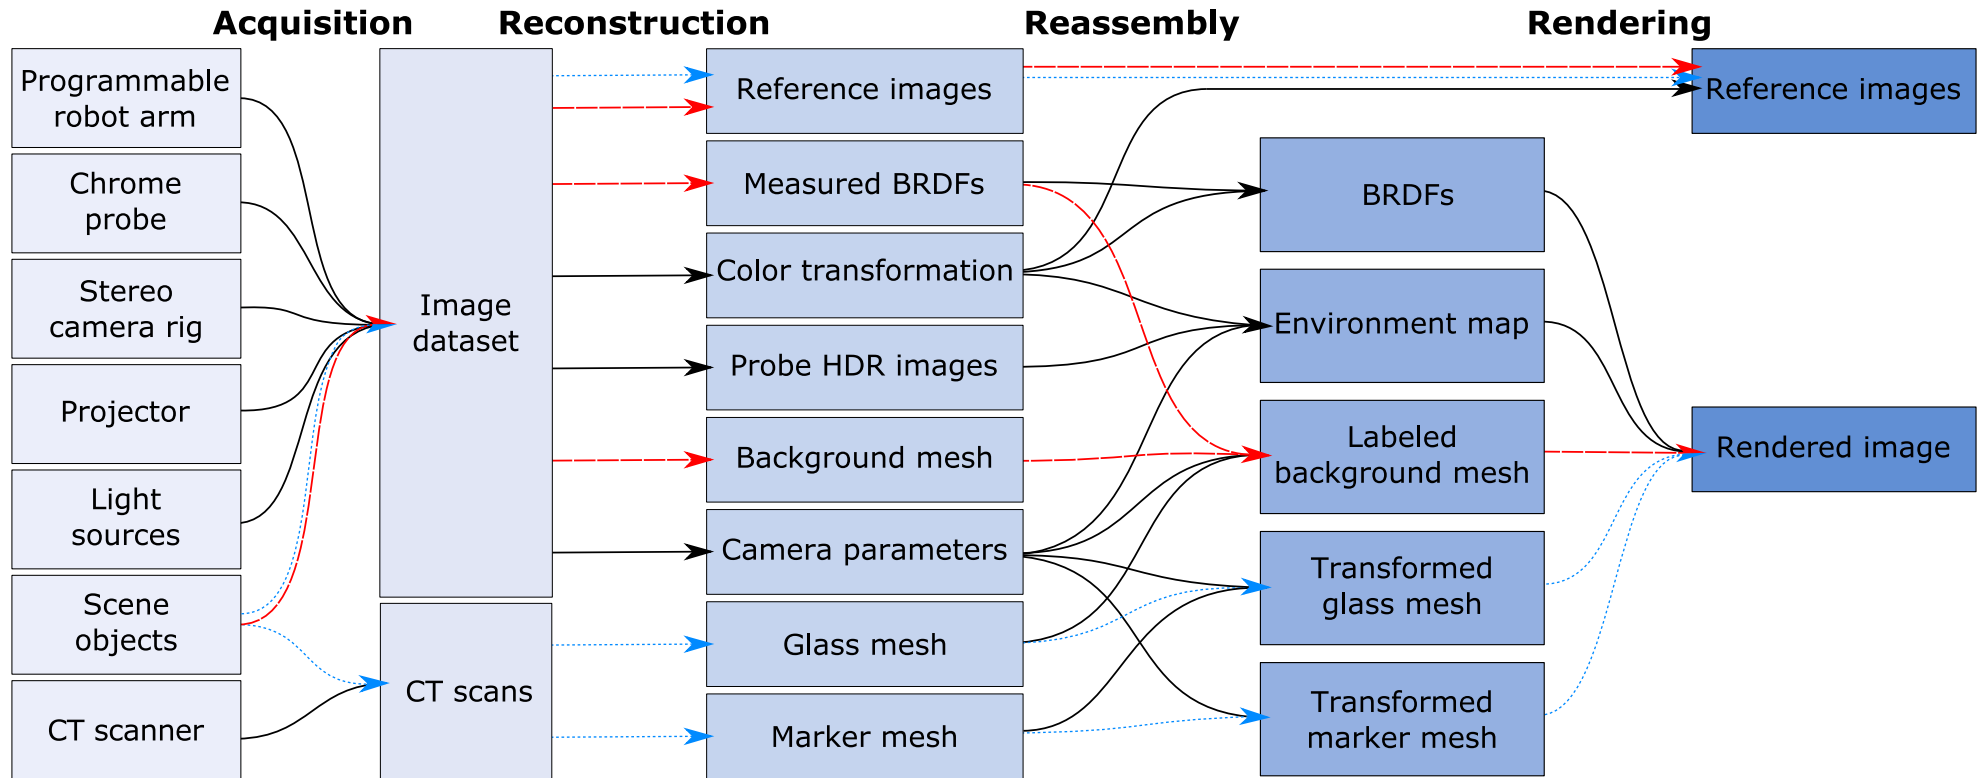 Acquisition
Reconstruction
Reassembly
Rendering
Programmable
robot arm
Chrome
probe
Stereo
camera rig
Projector
Light
sources
Scene
objects
CT scanner
Image
dataset
CT scans
Reference images
Measured BRDFs
Color transformation
Probe HDR images
Background mesh
Camera parameters
Glass mesh
Marker mesh
BRDFs
Environment map
Labeled
background mesh
Transformed
glass mesh
Transformed
marker mesh
Reference images
Rendered image